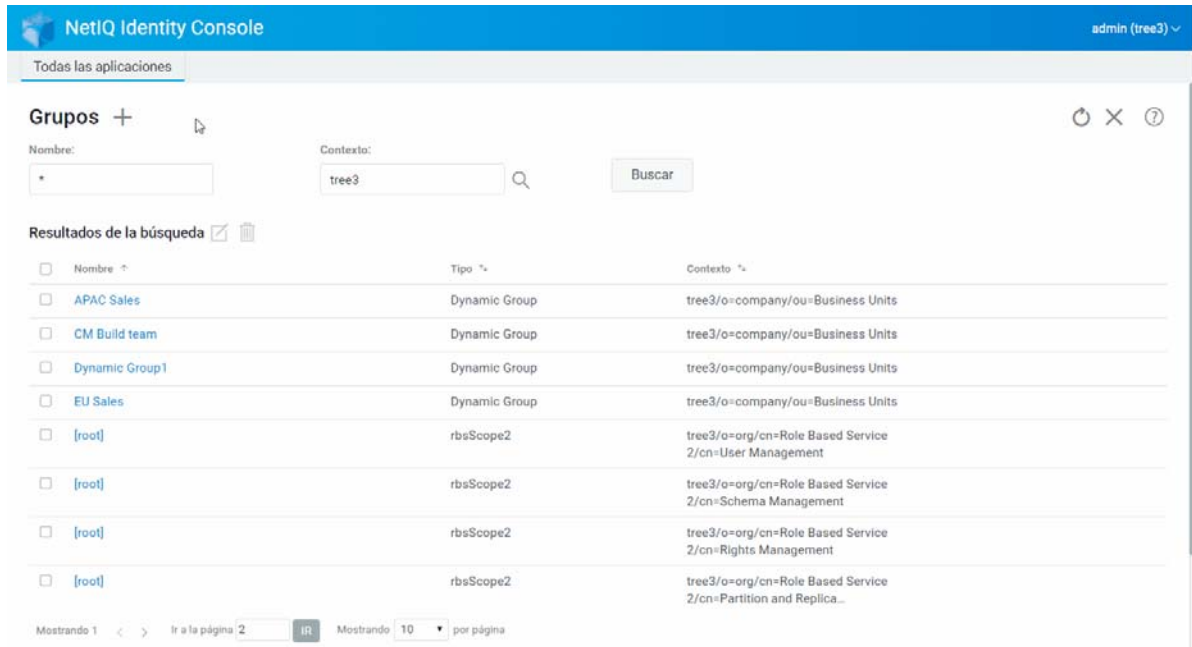 NetIQ Identity Console
admin (tree3)
Todas las aplicaciones
Grupos
Nombre:
Contexto:
*
tree3
Buscar
Resultados de la búsqueda
Nombre Tipo Contexto
APAC Sales Dynamic Group tree3/o=company/ou=Business Units
CM Build team Dynamic Group tree3/o=company/ou=Business Units
Dynamic Group1 Dynamic Group tree3/o=company/ou=Business Units
EU Sales Dynamic Group tree3/o=company/ou=Business Units
[root] rbsScope2 tree3/o=org/cn=Role Based Service
2/cn=User Management
[root] rbsScope2 tree3/o=org/cn=Role Based Service
2/cn=Schema Management
[root] rbsScope2 tree3/o=org/cn=Role Based Service
2/cn=Rights Management
[root] rbsScope2 tree3/o=org/cn=Role Based Service
2/cn=Partition and Replica...
Mostrando 1 < > Ir a la página 2 IR Mostrando 10 por página